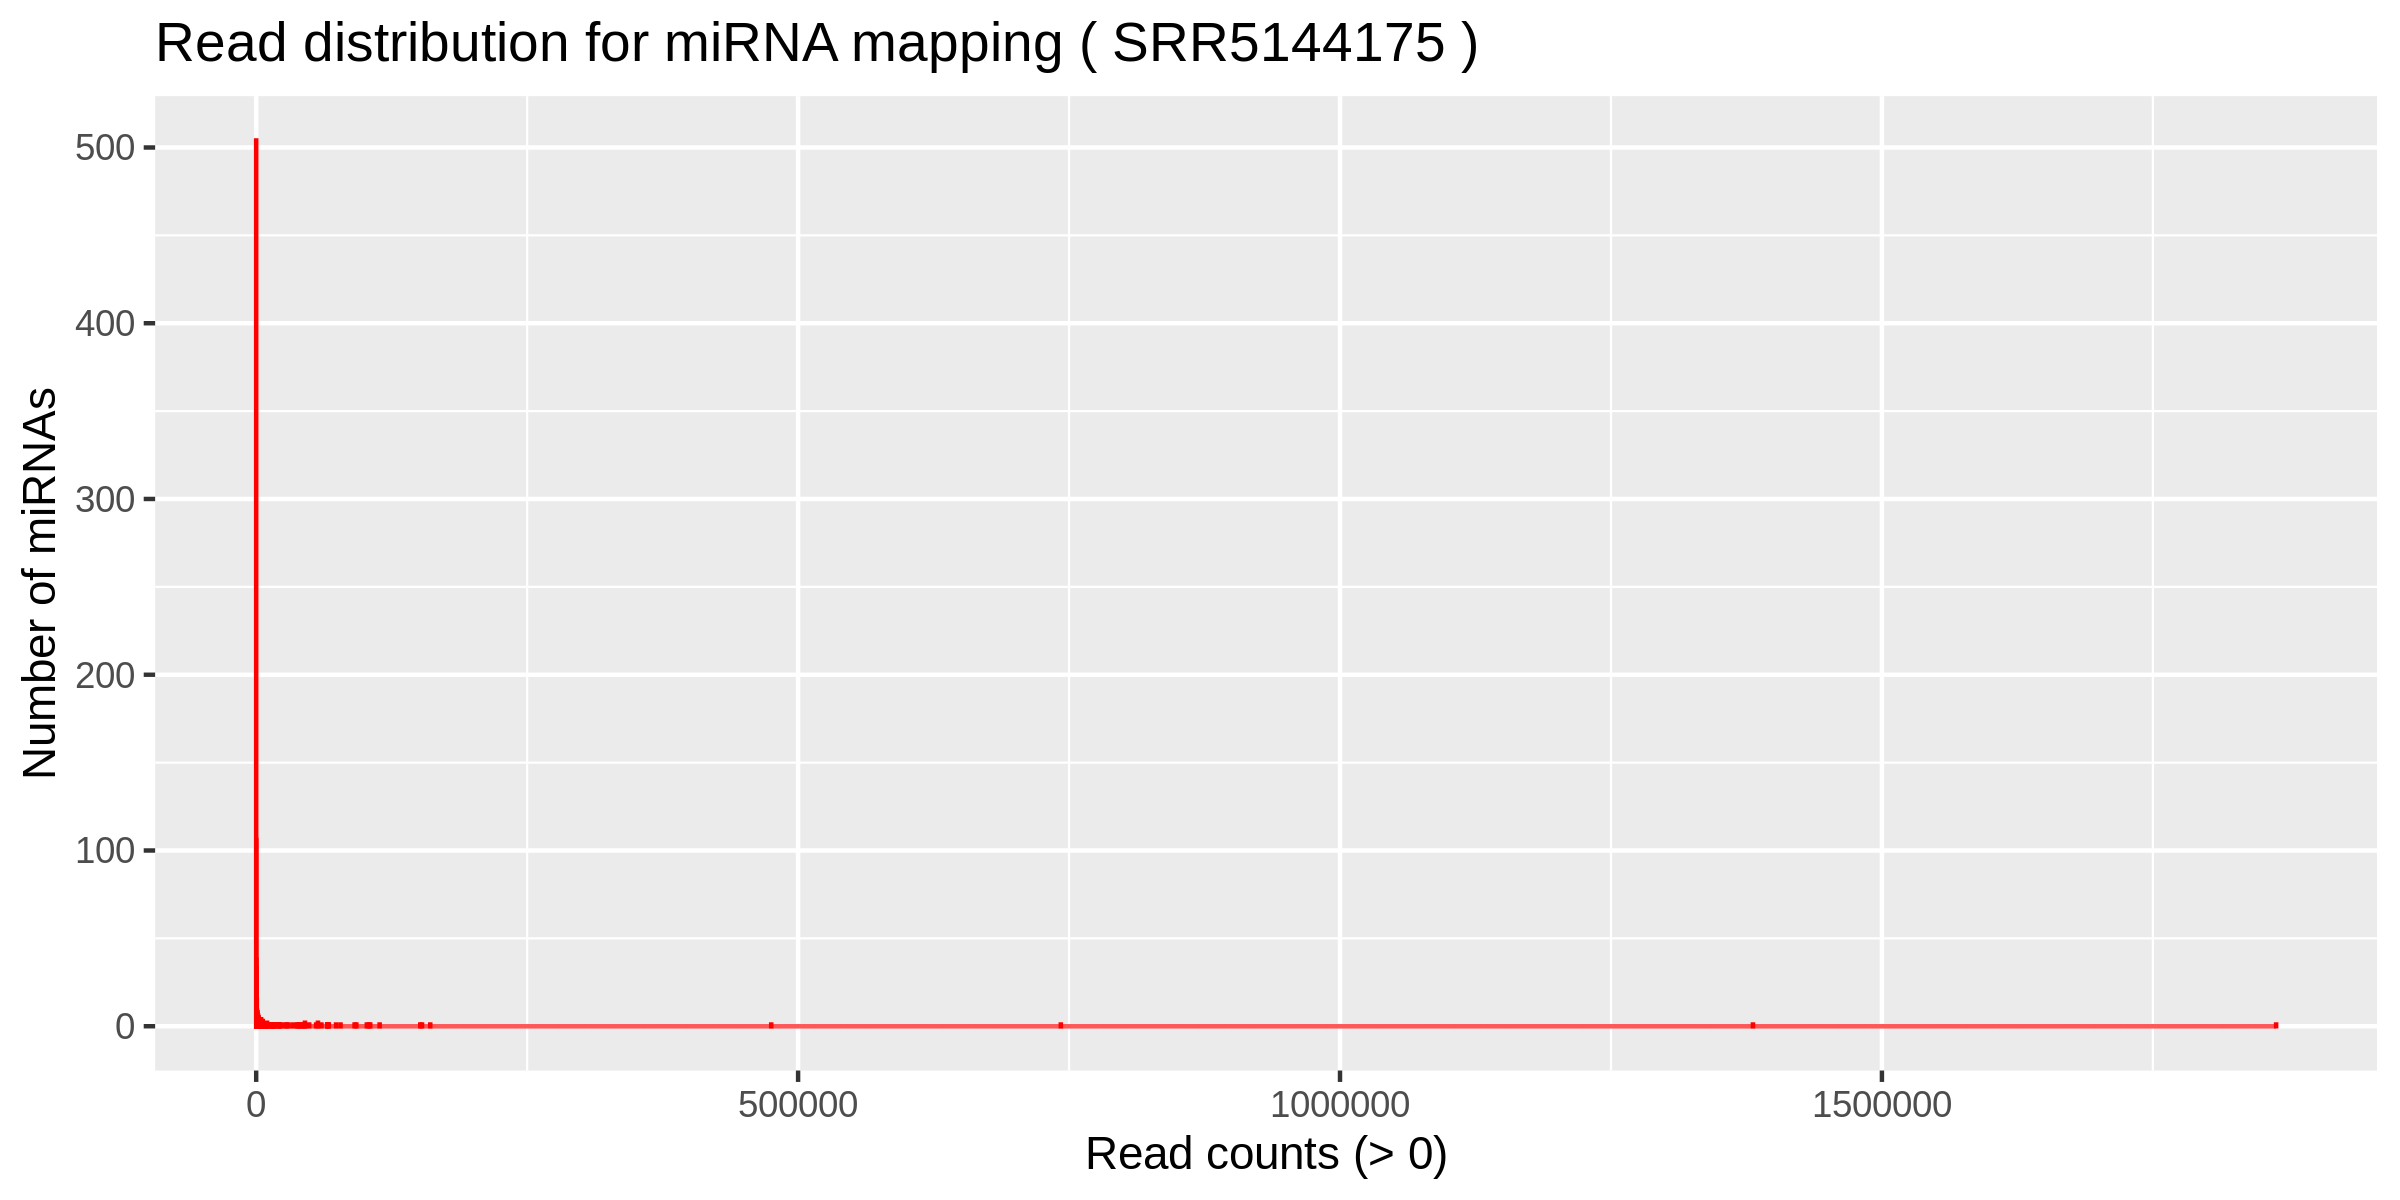 Read distribution for miRNA mapping ( SRR5144175 )
Number of miRNAs
500
400
300
200
100
0
0 500000 1000000 1500000
Read counts (> 0)